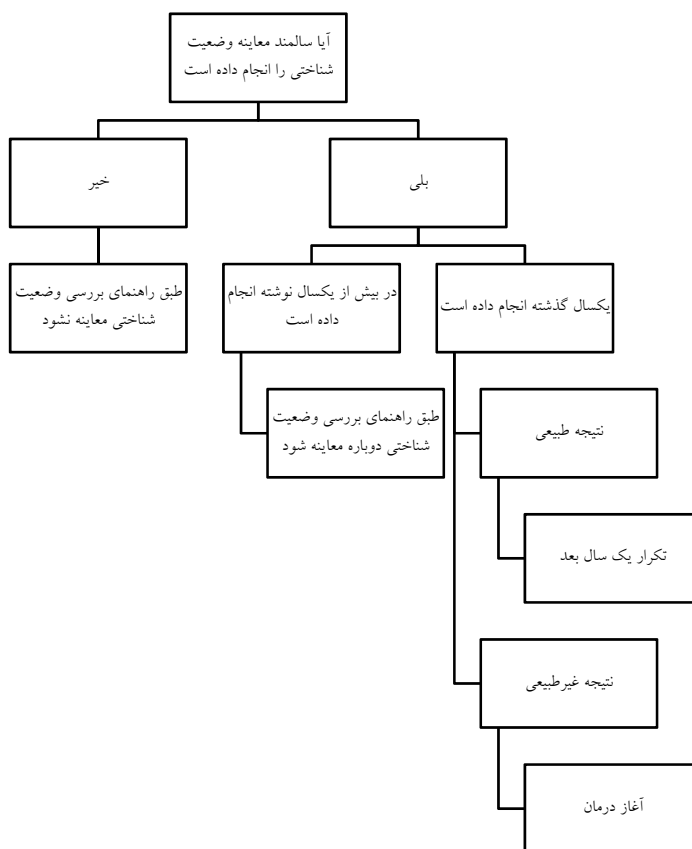 آیا سالمند معاینه وضعیت
شناختی را انجام داده است
خیر
بلی
طبق راهنمای بررسی وضعیت
شناختی معاینه نشود
در بیش از یکسال نوشته انجام
داده است
یکسال گذشته انجام داده است
طبق راهنمای بررسی وضعیت
شناختی دوباره معاینه شود
نتیجه طبیعی
تکرار یک سال بعد
نتیجه غیرطبیعی
آغاز درمان